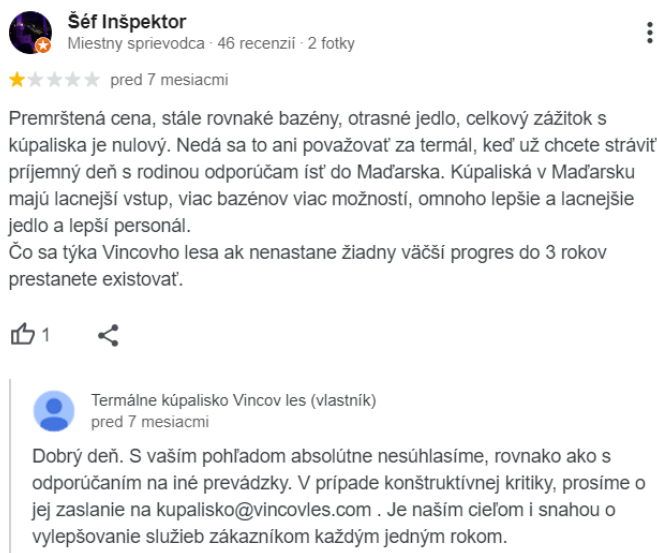 Šéf Inšpektor
Miestny sprievodca · 46 recenzií · 2 fotky
pred 7 mesiacmi
Premrštená cena, stále rovnaké bazény, otrasné jedlo, celkový zážitok s
kúpaliska je nulový. Nedá sa to ani považovať za termál, keď už chcete stráviť
príjemný deň s rodinou odporúčam ísť do Maďarska. Kúpaliská v Maďarsku
majú lacnejší vstup, viac bazénov viac možností, omnoho lepšie a lacnejšie
jedlo a lepší personál.
Čo sa týka Vincovho lesa ak nenastane žiadny väčší progres do 3 rokov
prestanete existovať.
1
Termálne kúpalisko Vincov les (vlastník)
pred 7 mesiacmi
Dobrý deň. S vaším pohľadom absolútne nesúhlasíme, rovnako ako s
odporúčaním na iné prevádzky. V prípade konštruktívnej kritiky, prosíme o
jej zaslanie na kupalisko@vincovles.com . Je naším cieľom i snahou o
vylepšovanie služieb zákazníkom každým jedným rokom.